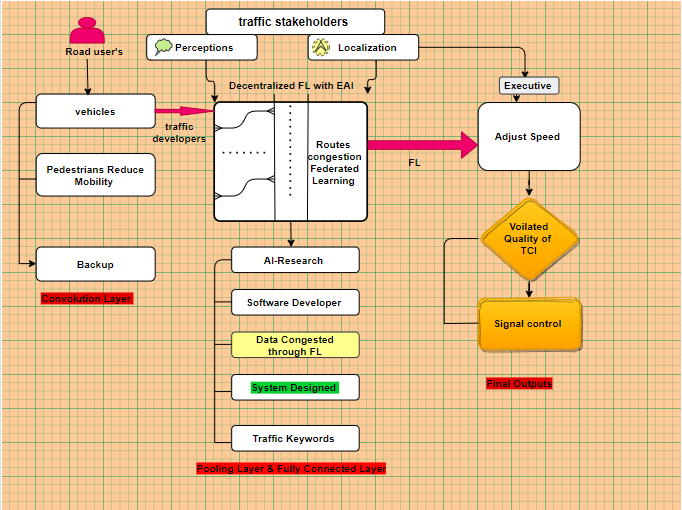 traffic stakeholders
Road user's
Perceptions
Localization
Decentralized FL with EAI
Executive
vehicles
traffic
developers
Routes
congestion
Federated
Learning
FL
Adjust Speed
Pedestrians Reduce
Mobility
Voilated
Quality of
TCI
Backup
AI-Research
Convolution Layer
Software Developer
Signal control
Data Congested
through FL
System Designed
Final Outputs
Traffic Keywords
Pooling Layer & Fully Connected Layer